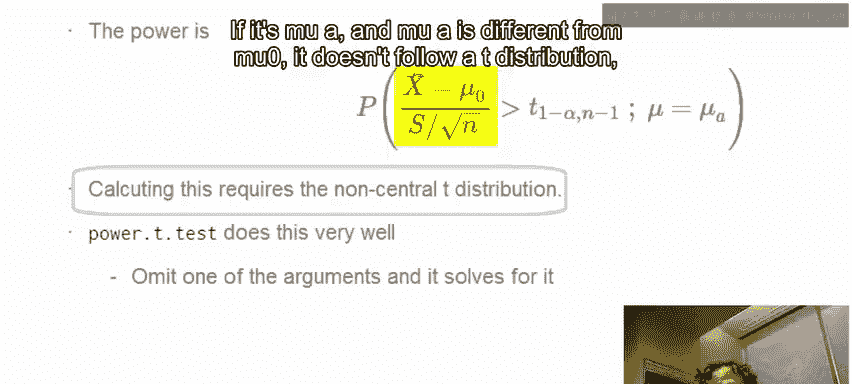 · The power is
If it's mu a, and mu a is different from
mu0, it doesn't follow a t distribution,
P( (X̄ − μ₀) / (S/√n) > t₁₋α,ₙ₋₁ ; μ = μₐ )
· Calcuting this requires the non-central t distribution.
· power.t.test does this very well
- Omit one of the arguments and it solves for it